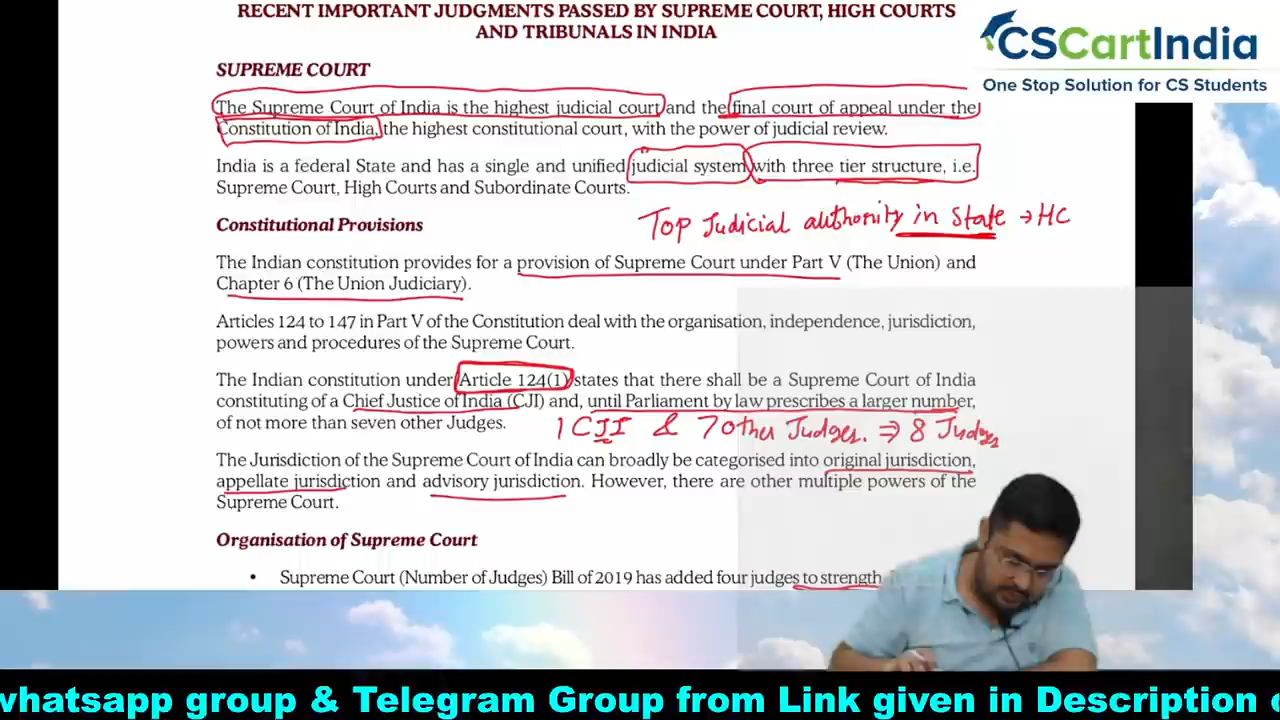 RECENT IMPORTANT JUDGMENTS PASSED BY SUPREME COURT, HIGH COURTS
AND TRIBUNALS IN INDIA
CSCartIndia
One Stop Solution for CS Students
SUPREME COURT
The Supreme Court of India is the highest judicial court and the final court of appeal under the
Constitution of India, the highest constitutional court, with the power of judicial review.
India is a federal State and has a single and unified judicial system with three tier structure, i.e.
Supreme Court, High Courts and Subordinate Courts.
Top Judicial authority in State → HC
Constitutional Provisions
The Indian constitution provides for a provision of Supreme Court under Part V (The Union) and
Chapter 6 (The Union Judiciary).
Articles 124 to 147 in Part V of the Constitution deal with the organisation, independence, jurisdiction,
powers and procedures of the Supreme Court.
The Indian constitution under Article 124(1) states that there shall be a Supreme Court of India
constituting of a Chief Justice of India (CJI) and, until Parliament by law prescribes a larger number,
of not more than seven other Judges.
1 CJI & 7 Other Judges. ⇒ 8 Judges
The Jurisdiction of the Supreme Court of India can broadly be categorised into original jurisdiction,
appellate jurisdiction and advisory jurisdiction. However, there are other multiple powers of the
Supreme Court.
Organisation of Supreme Court
• Supreme Court (Number of Judges) Bill of 2019 has added four judges to strength
whatsapp group & Telegram Group from Link given in Description